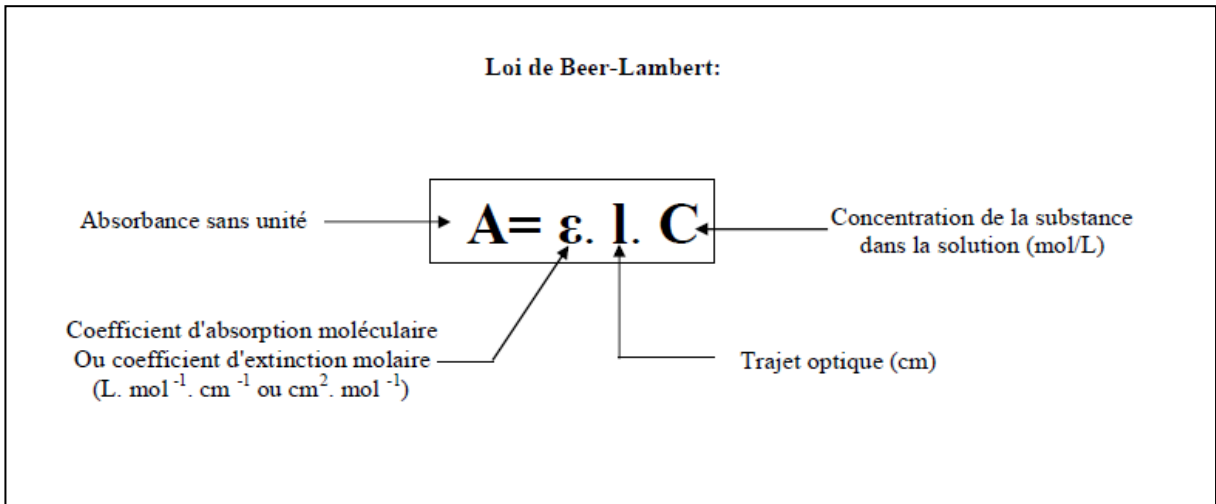 Loi de Beer-Lambert:
Absorbance sans unité
A= ε. l. C
Concentration de la substance
dans la solution (mol/L)
Coefficient d'absorption moléculaire
Ou coefficient d'extinction molaire
(L. mol⁻¹. cm⁻¹ ou cm². mol⁻¹)
Trajet optique (cm)